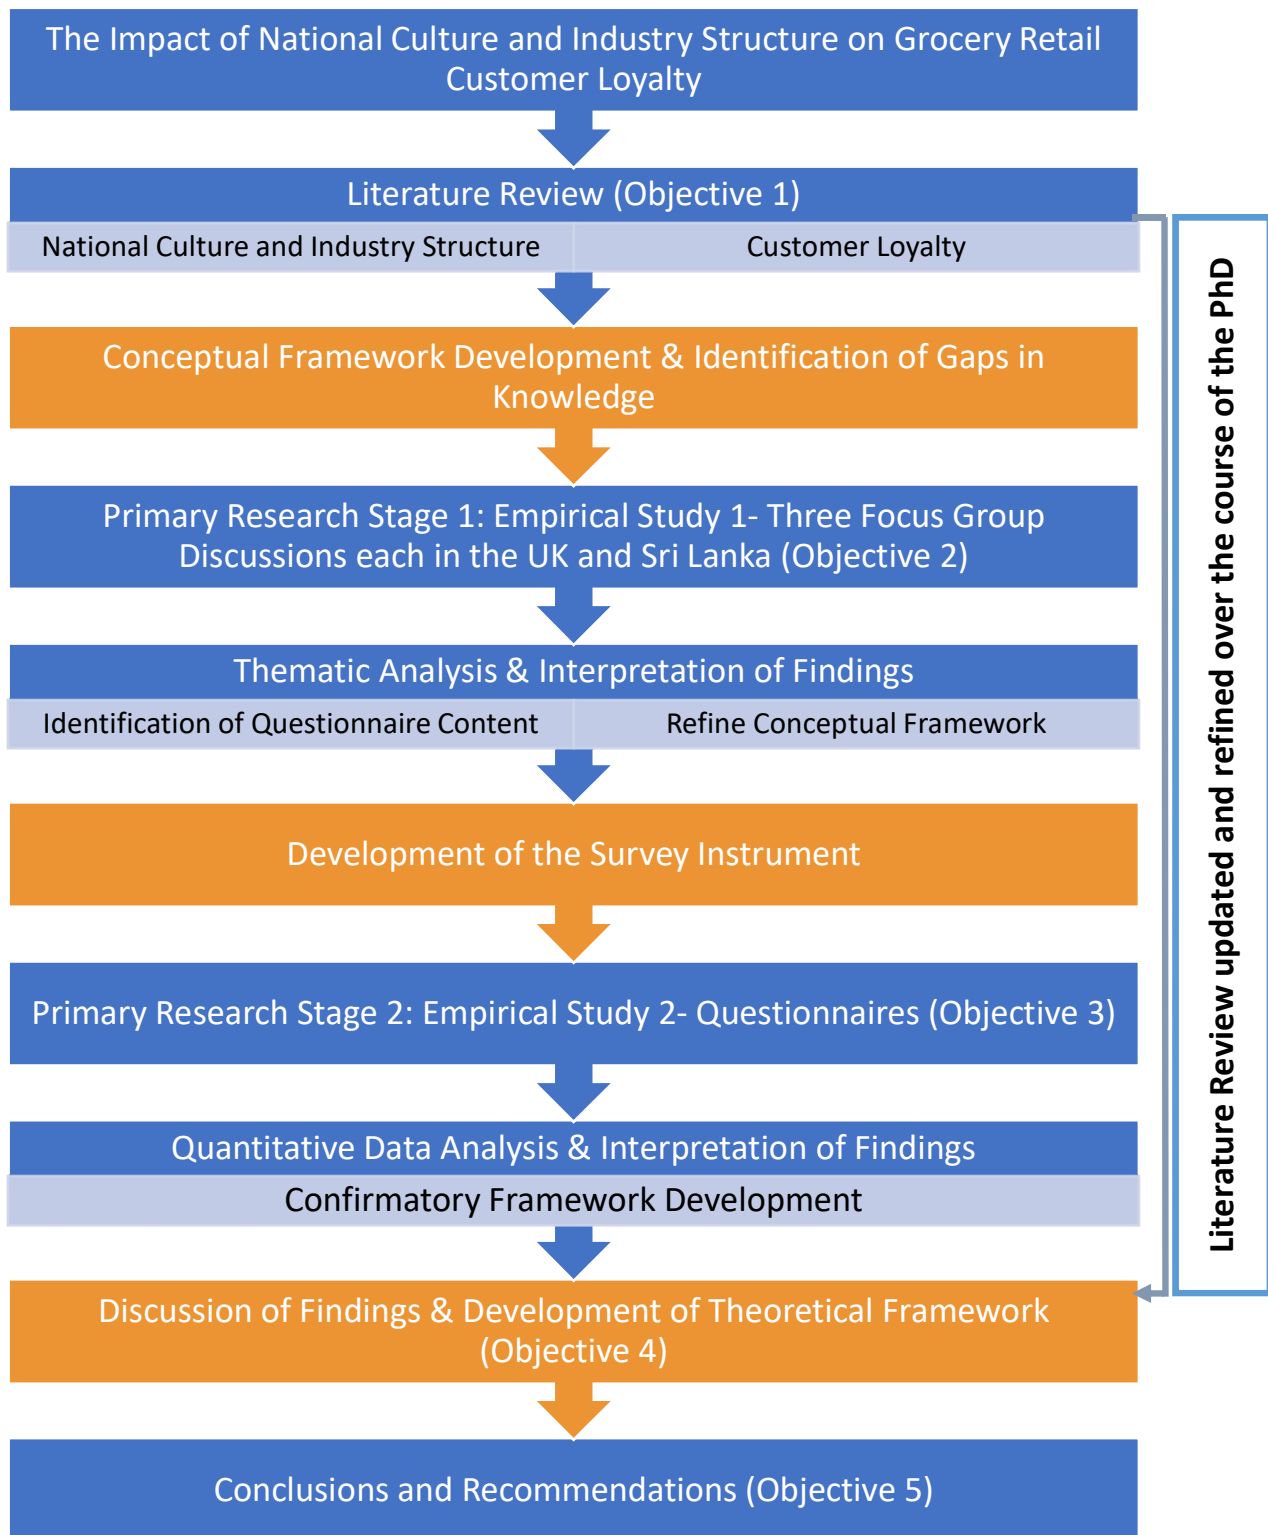 The Impact of National Culture and Industry Structure on Grocery Retail
Customer Loyalty
Literature Review (Objective 1)
National Culture and Industry Structure
Customer Loyalty
Conceptual Framework Development & Identification of Gaps in
Knowledge
Primary Research Stage 1: Empirical Study 1- Three Focus Group
Discussions each in the UK and Sri Lanka (Objective 2)
Thematic Analysis & Interpretation of Findings
Identification of Questionnaire Content
Refine Conceptual Framework
Development of the Survey Instrument
Primary Research Stage 2: Empirical Study 2- Questionnaires (Objective 3)
Quantitative Data Analysis & Interpretation of Findings
Confirmatory Framework Development
Discussion of Findings & Development of Theoretical Framework
(Objective 4)
Conclusions and Recommendations (Objective 5)
Literature Review updated and refined over the course of the PhD